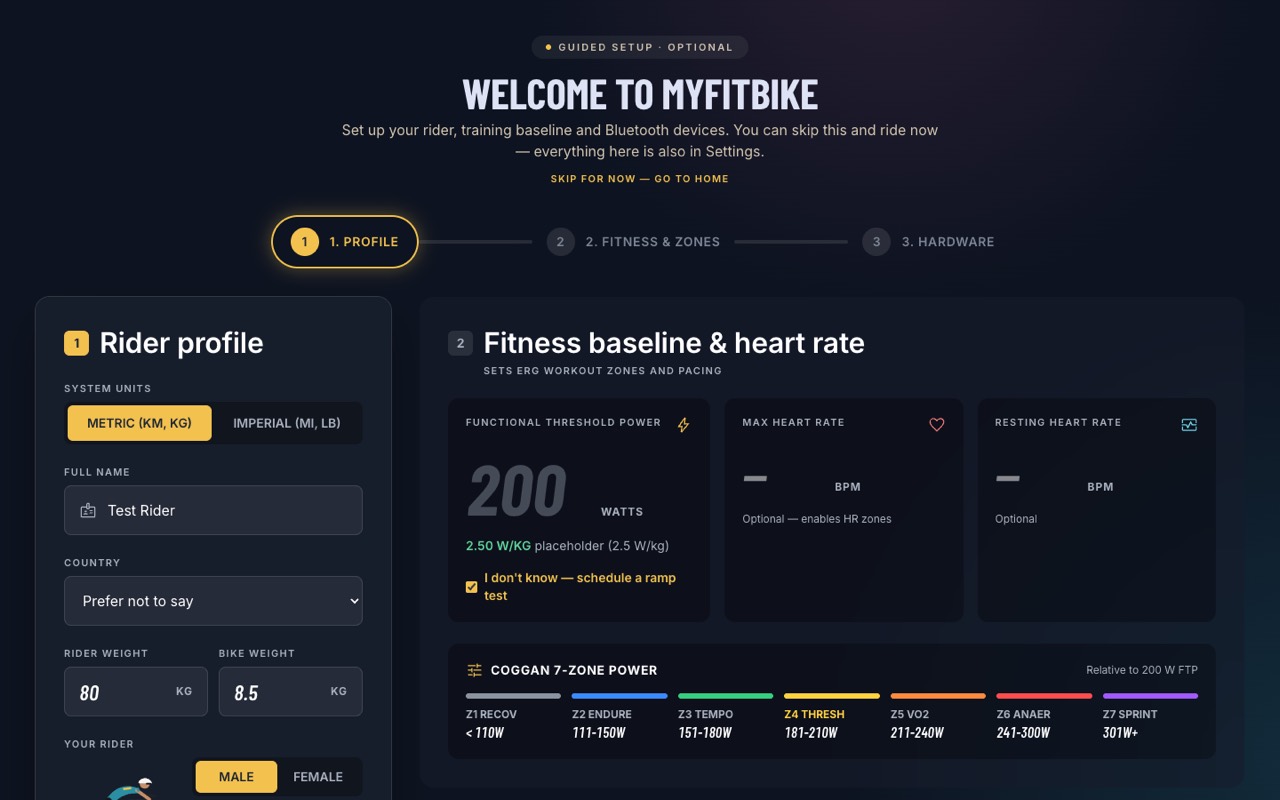 GUIDED SETUP · OPTIONAL
WELCOME TO MYFITBIKE
Set up your rider, training baseline and Bluetooth devices. You can skip this and ride now
— everything here is also in Settings.
SKIP FOR NOW — GO TO HOME
1 1. PROFILE
2 2. FITNESS & ZONES
3 3. HARDWARE
1 Rider profile
SYSTEM UNITS
METRIC (KM, KG) IMPERIAL (MI, LB)
FULL NAME
Test Rider
COUNTRY
Prefer not to say
RIDER WEIGHT BIKE WEIGHT
80 KG 8.5 KG
YOUR RIDER
MALE FEMALE
2 Fitness baseline & heart rate
SETS ERG WORKOUT ZONES AND PACING
FUNCTIONAL THRESHOLD POWER
200 WATTS
2.50 W/KG placeholder (2.5 W/kg)
I don't know — schedule a ramp
test
MAX HEART RATE
— BPM
Optional — enables HR zones
RESTING HEART RATE
— BPM
Optional
COGGAN 7-ZONE POWER Relative to 200 W FTP
Z1 RECOV Z2 ENDURE Z3 TEMPO Z4 THRESH Z5 VO2 Z6 ANAER Z7 SPRINT
< 110W 111-150W 151-180W 181-210W 211-240W 241-300W 301W+